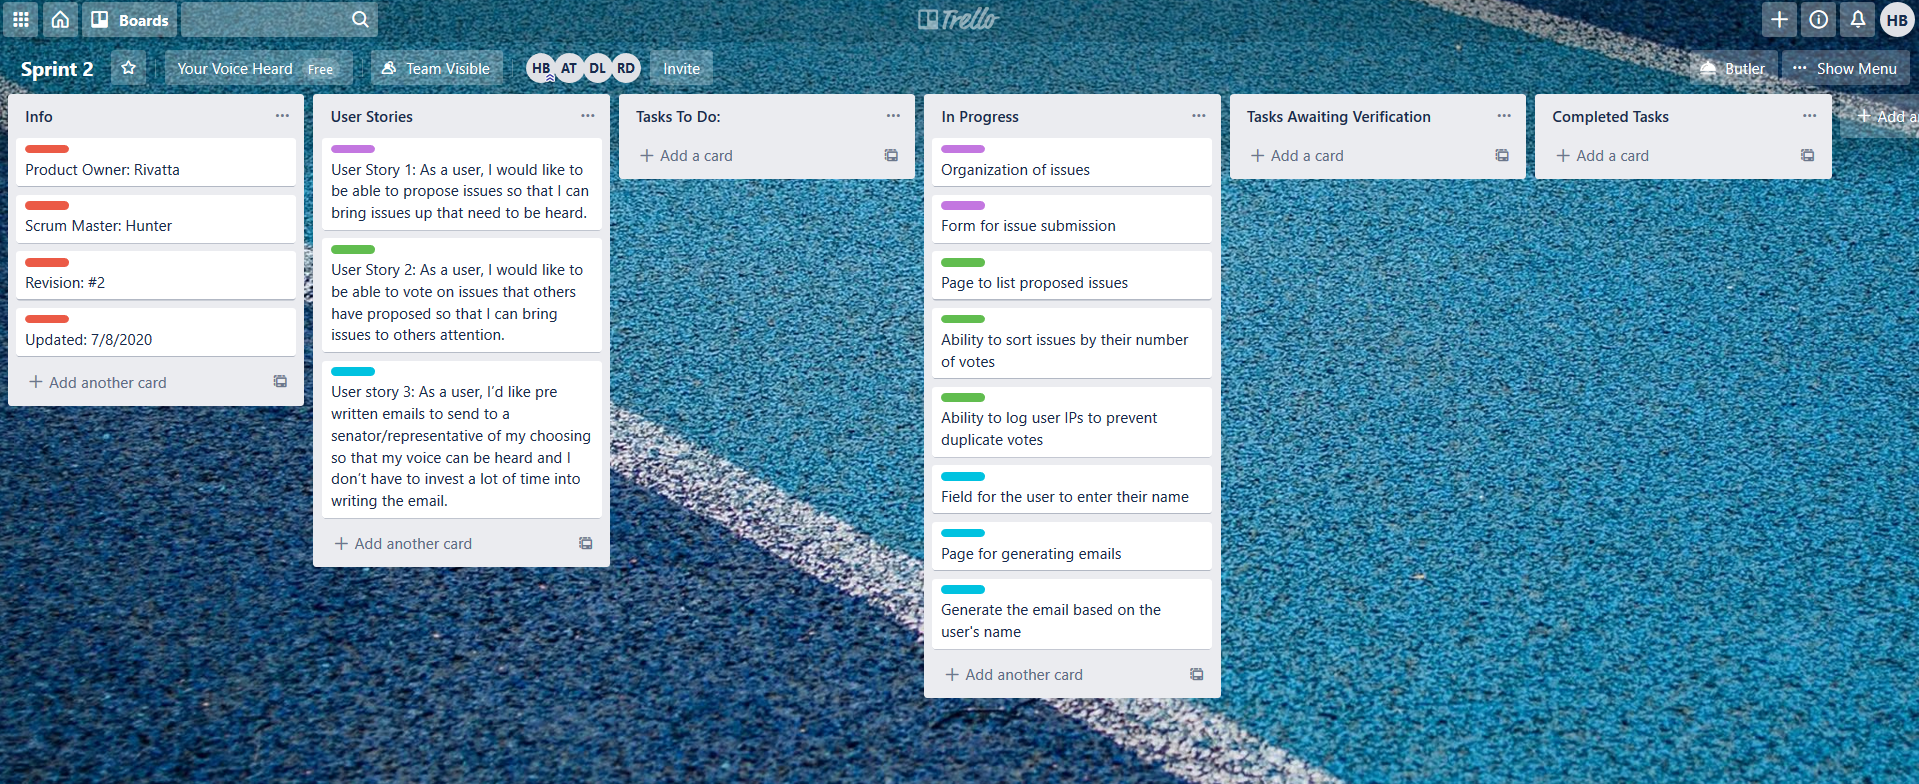 Boards
Trello
HB
Sprint 2
Your Voice Heard Free
Team Visible
HB AT DL RD
Invite
Butler
... Show Menu
Info
Product Owner: Rivatta
Scrum Master: Hunter
Revision: #2
Updated: 7/8/2020
+ Add another card
User Stories
User Story 1: As a user, I would like to
be able to propose issues so that I can
bring issues up that need to be heard.
User Story 2: As a user, I would like to
be able to vote on issues that others
have proposed so that I can bring
issues to others attention.
User story 3: As a user, I’d like pre
written emails to send to a
senator/representative of my choosing
so that my voice can be heard and I
don’t have to invest a lot of time into
writing the email.
+ Add another card
Tasks To Do:
+ Add a card
In Progress
Organization of issues
Form for issue submission
Page to list proposed issues
Ability to sort issues by their number
of votes
Ability to log user IPs to prevent
duplicate votes
Field for the user to enter their name
Page for generating emails
Generate the email based on the
user's name
+ Add another card
Tasks Awaiting Verification
+ Add a card
Completed Tasks
+ Add a card
+ Add a